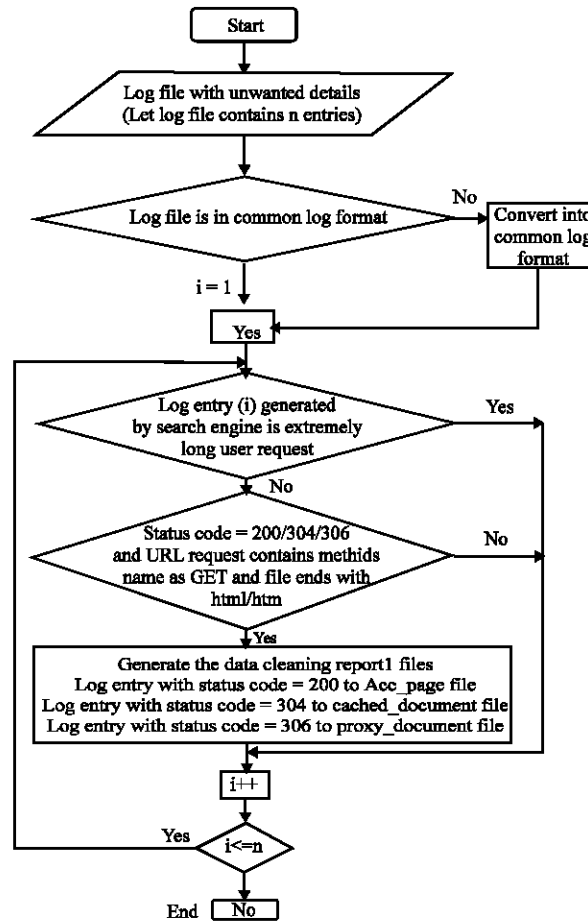 Start
Log file with unwanted details
(Let log file contains n entries)
Log file is in common log format
No
Convert into
common log
format
i = 1
Yes
Log entry (i) generated
by search engine is extremely
long user request
Yes
No
Status code = 200/304/306
and URL request contains methids
name as GET and file ends with
html/htm
No
Yes
Generate the data cleaning report1 files
Log entry with status code = 200 to Acc_page file
Log entry with status code = 304 to cached_document file
Log entry with status code = 306 to proxy_document file
i++
Yes
i<=n
End
No